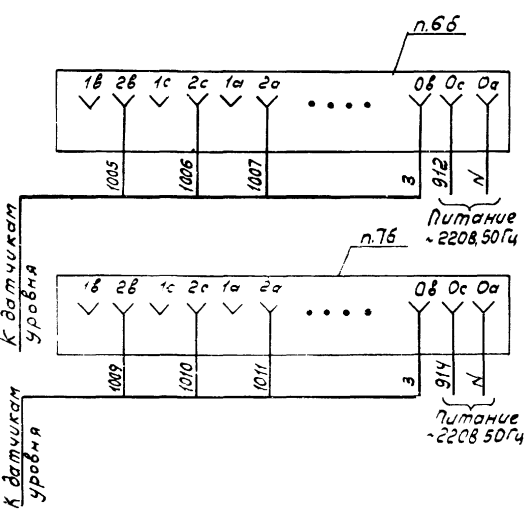 п.6б
1в 2в 1с 2с 1а 2а 0в 0с 0а
1005 1006 1007 3 912 N
Питание
~220В,50Гц
К датчикам
уровня
п.7б
1в 2в 1с 2с 1а 2а 0в 0с 0а
1009 1010 1011 3 914 N
Питание
~220В 50Гц
К датчикам
уровня